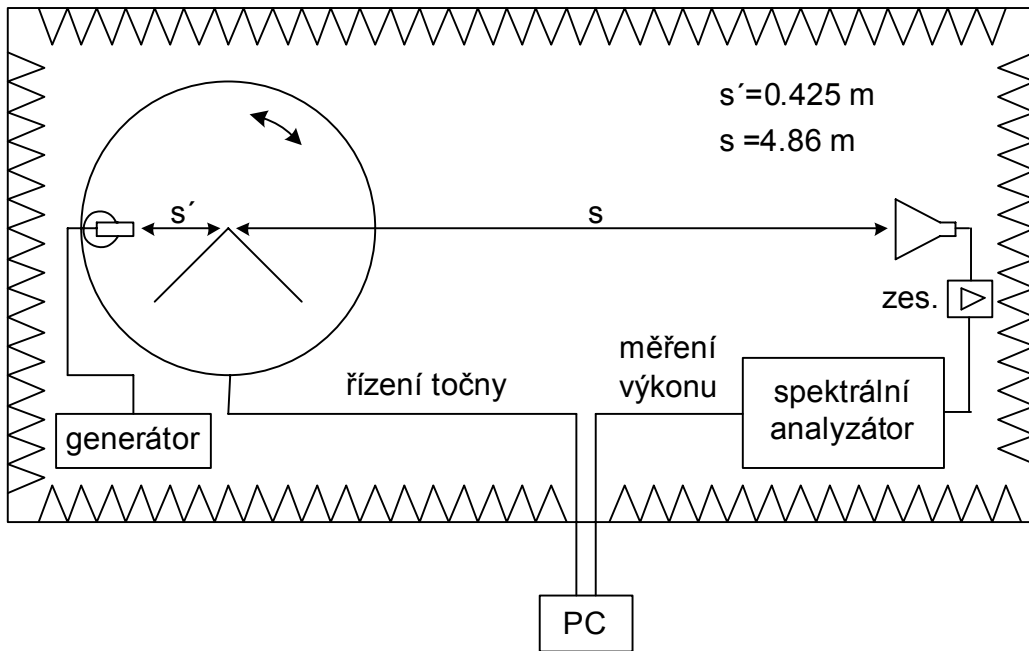 s´=0.425 m
s =4.86 m
s´
s
zes.
měření
výkonu
řízení točny
spektrální
analyzátor
generátor
PC